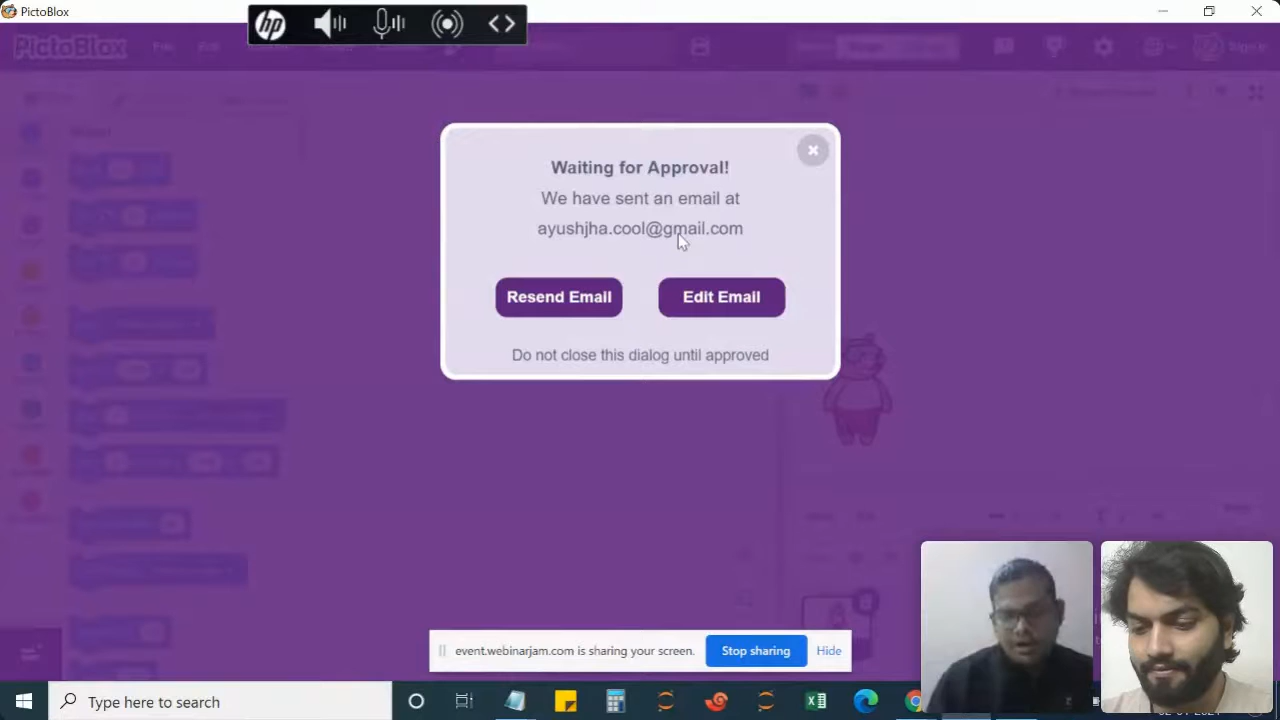 PictoBlox
hp
PictoBlox
Waiting for Approval!
We have sent an email at
ayushjha.cool@gmail.com
Resend Email
Edit Email
Do not close this dialog until approved
event.webinarjam.com is sharing your screen.
Stop sharing
Hide
Type here to search